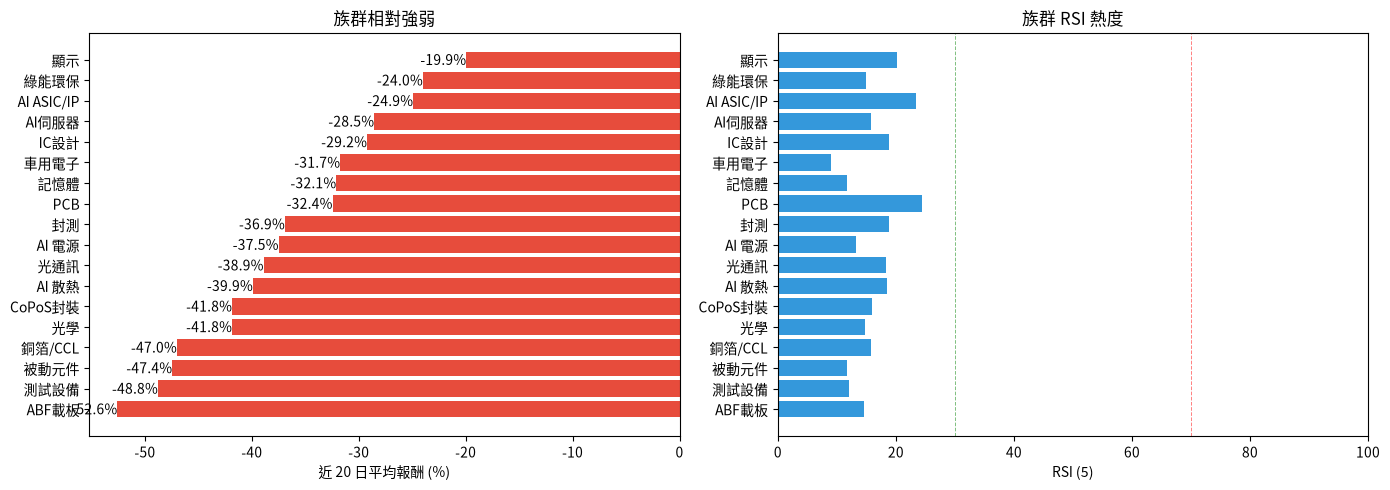 族群相對強弱
顯示 -19.9%
綠能環保 -24.0%
AI ASIC/IP -24.9%
AI伺服器 -28.5%
IC設計 -29.2%
車用電子 -31.7%
記憶體 -32.1%
PCB -32.4%
封測 -36.9%
AI 電源 -37.5%
光通訊 -38.9%
AI 散熱 -39.9%
CoPoS封裝 -41.8%
光學 -41.8%
銅箔/CCL -47.0%
被動元件 -47.4%
測試設備 -48.8%
ABF載板 -52.6%
-50 -40 -30 -20 -10 0
近 20 日平均報酬 (%)
族群 RSI 熱度
顯示
綠能環保
AI ASIC/IP
AI伺服器
IC設計
車用電子
記憶體
PCB
封測
AI 電源
光通訊
AI 散熱
CoPoS封裝
光學
銅箔/CCL
被動元件
測試設備
ABF載板
0 20 40 60 80 100
RSI (5)